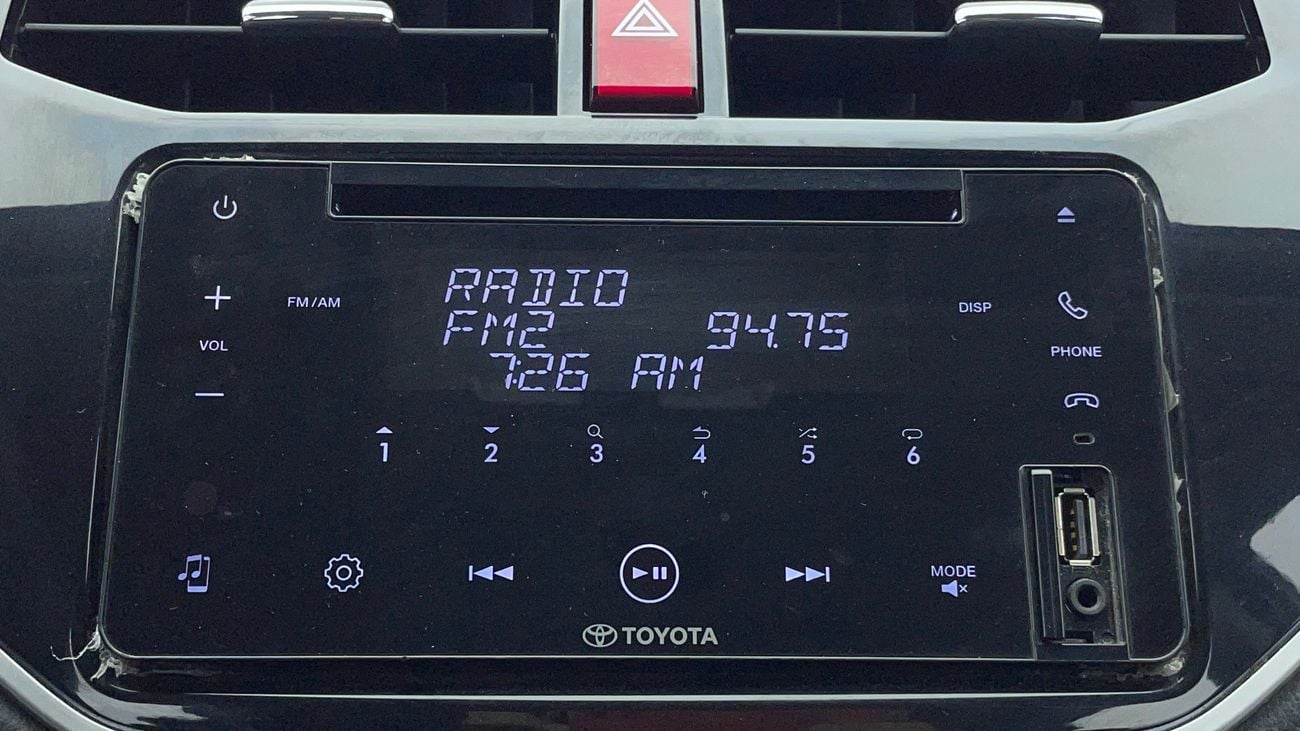 RADIO
FM2 94.75
7:26 AM
FM/AM
VOL
DISP
PHONE
1 2 3 4 5 6
MODE
TOYOTA